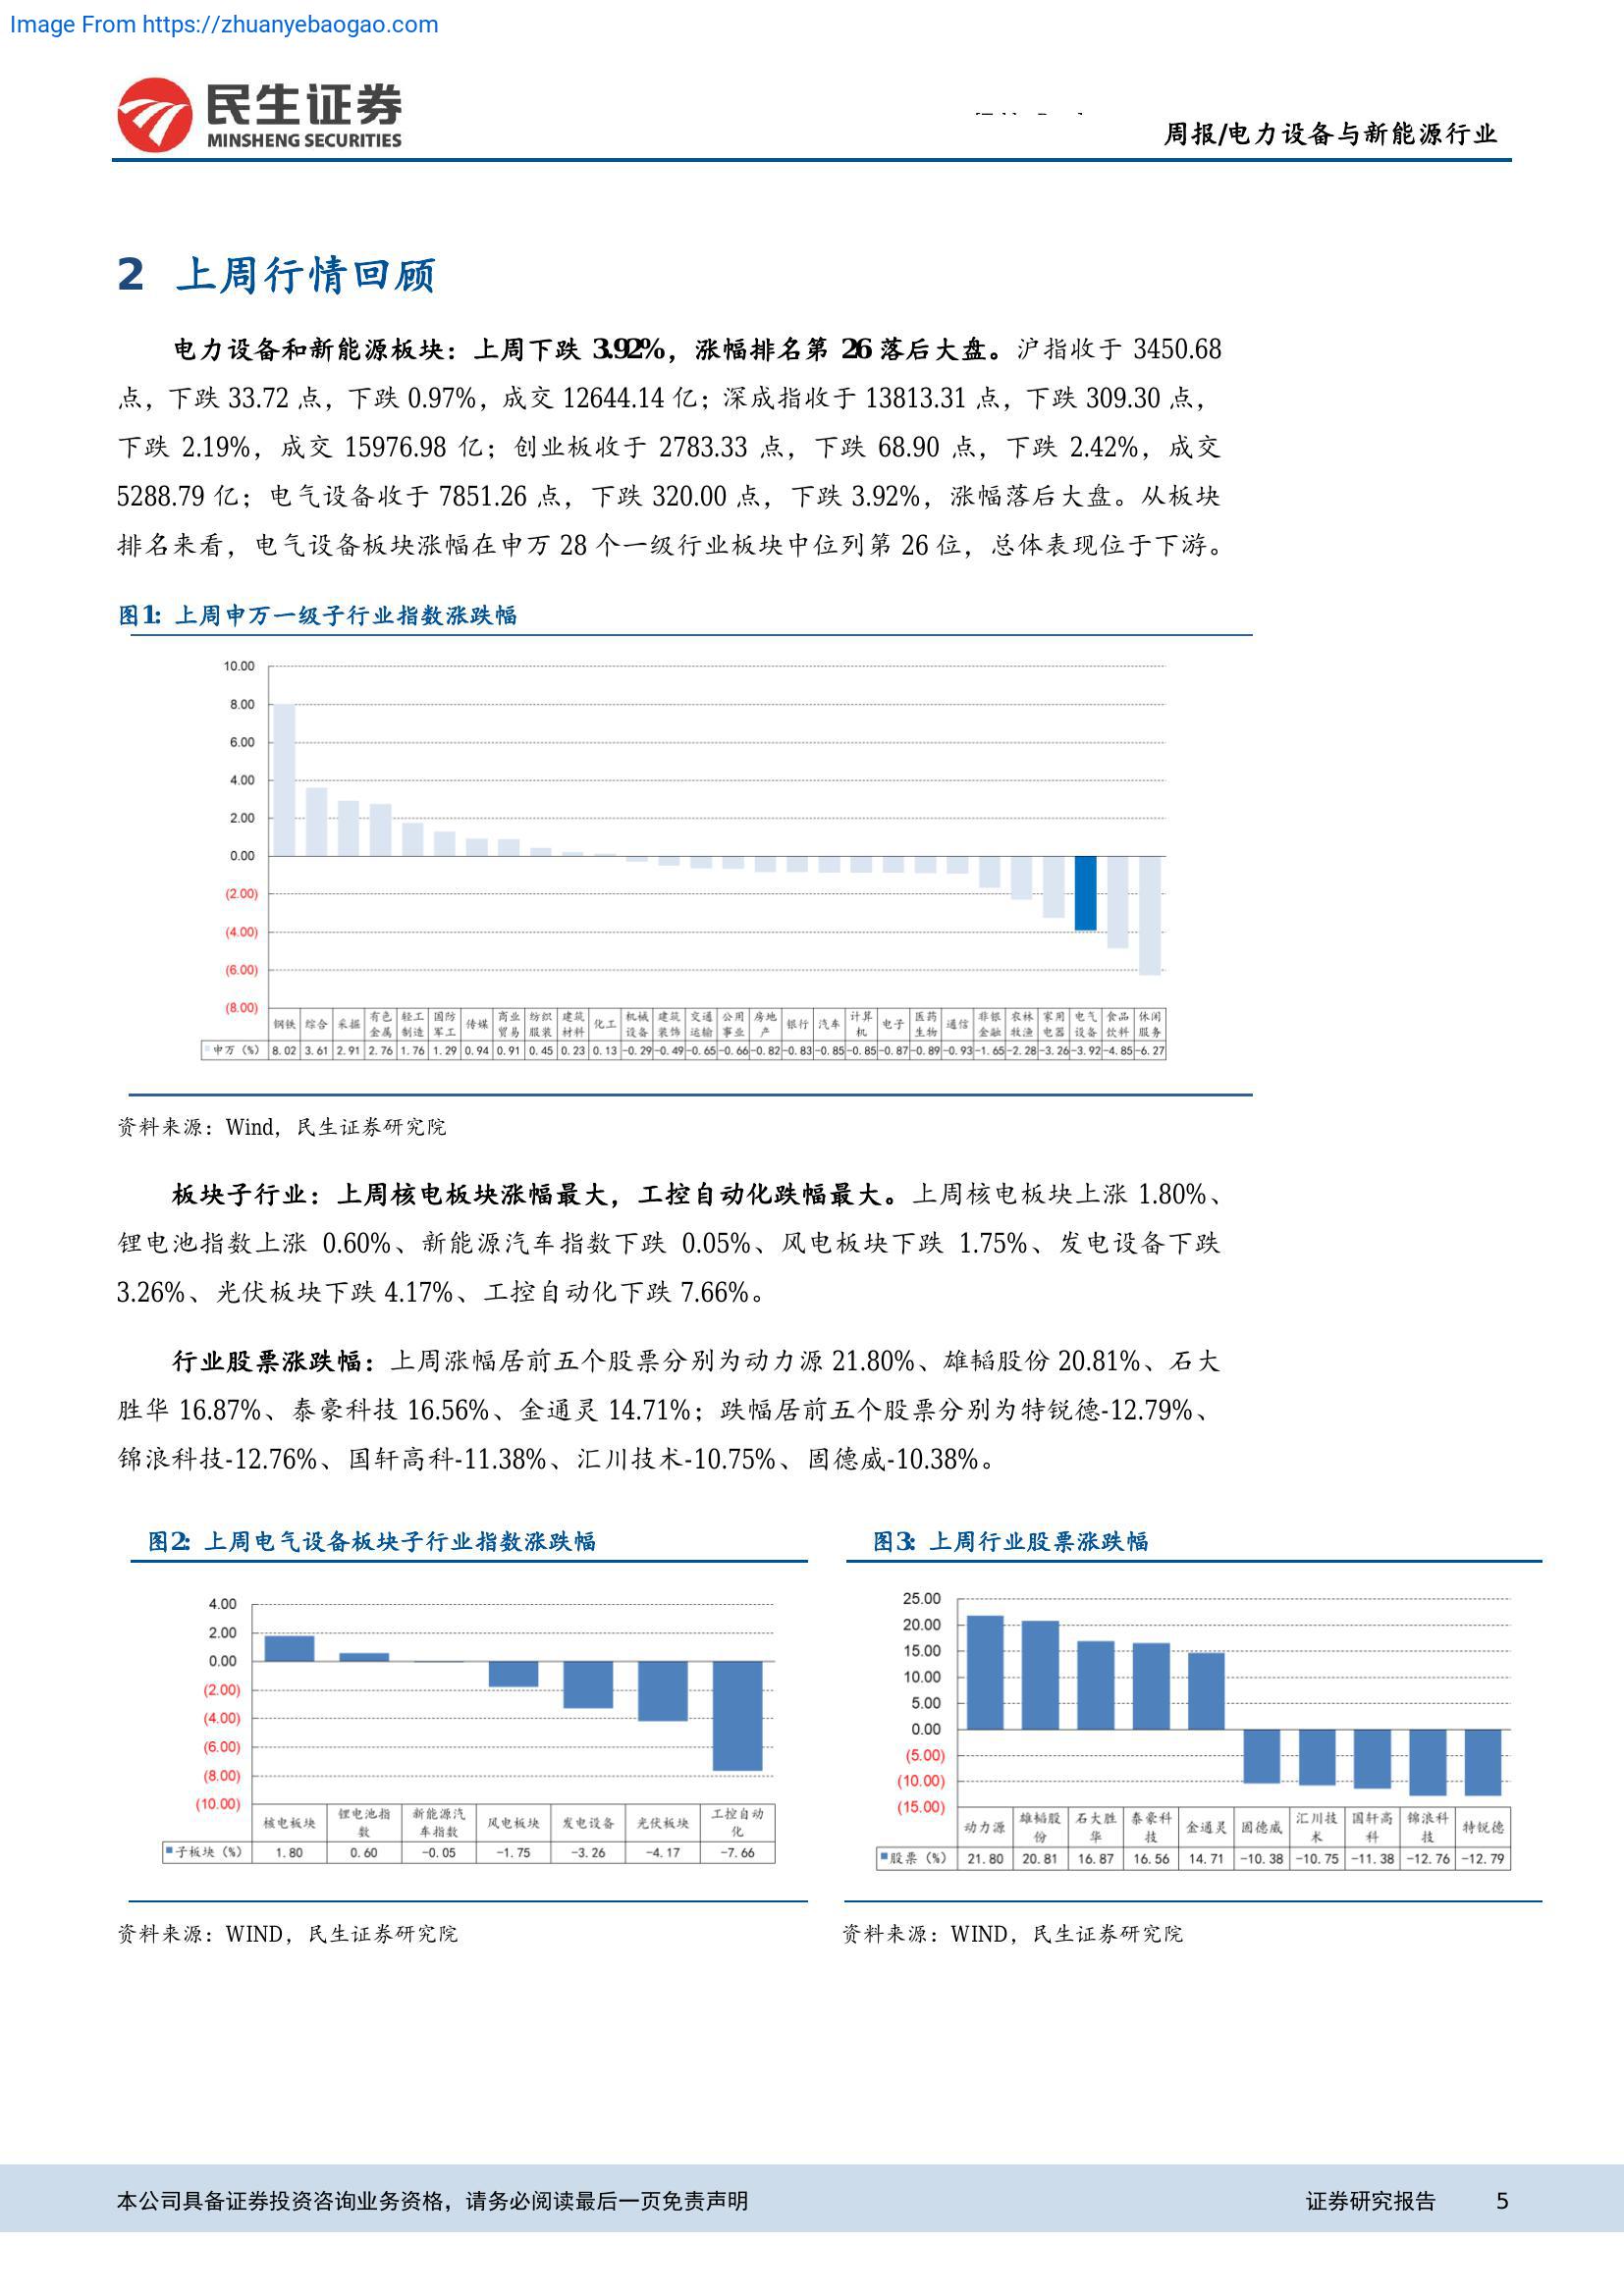 Image From https://zhuanyebaogao.com
民生证券
MINSHENG SECURITIES
周报/电力设备与新能源行业
2 上周行情回顾
电力设备和新能源板块：上周下跌 3.92%，涨幅排名第 26 落后大盘。沪指收于 3450.68
点，下跌 33.72 点，下跌 0.97%，成交 12644.14 亿；深成指收于 13813.31 点，下跌 309.30 点，
下跌 2.19%，成交 15976.98 亿；创业板收于 2783.33 点，下跌 68.90 点，下跌 2.42%，成交
5288.79 亿；电气设备收于 7851.26 点，下跌 320.00 点，下跌 3.92%，涨幅落后大盘。从板块
排名来看，电气设备板块涨幅在申万 28 个一级行业板块中位列第 26 位，总体表现位于下游。
图1: 上周申万一级子行业指数涨跌幅
10.00
8.00
6.00
4.00
2.00
0.00
(2.00)
(4.00)
(6.00)
(8.00)
钢铁 综合 采掘 有色金属 轻工制造 国防军工 传媒 商业贸易 纺织服装 建筑材料 化工 机械设备 建筑装饰 交通运输 公用事业 房地产 银行 汽车 计算机 电子 医药生物 通信 非银金融 农林牧渔 家用电器 电气设备 食品饮料 休闲服务
申万（%） 8.02 3.61 2.91 2.76 1.76 1.29 0.94 0.91 0.45 0.23 0.13 -0.29 -0.49 -0.65 -0.66 -0.82 -0.83 -0.85 -0.85 -0.87 -0.89 -0.93 -1.65 -2.28 -3.26 -3.92 -4.85 -6.27
资料来源：Wind，民生证券研究院
板块子行业：上周核电板块涨幅最大，工控自动化跌幅最大。上周核电板块上涨 1.80%、
锂电池指数上涨 0.60%、新能源汽车指数下跌 0.05%、风电板块下跌 1.75%、发电设备下跌
3.26%、光伏板块下跌 4.17%、工控自动化下跌 7.66%。
行业股票涨跌幅：上周涨幅居前五个股票分别为动力源 21.80%、雄韬股份 20.81%、石大
胜华 16.87%、泰豪科技 16.56%、金通灵 14.71%；跌幅居前五个股票分别为特锐德-12.79%、
锦浪科技-12.76%、国轩高科-11.38%、汇川技术-10.75%、固德威-10.38%。
图2: 上周电气设备板块子行业指数涨跌幅
4.00
2.00
0.00
(2.00)
(4.00)
(6.00)
(8.00)
(10.00)
核电板块 锂电池指数 新能源汽车指数 风电板块 发电设备 光伏板块 工控自动化
子板块（%） 1.80 0.60 -0.05 -1.75 -3.26 -4.17 -7.66
资料来源：WIND，民生证券研究院
图3: 上周行业股票涨跌幅
25.00
20.00
15.00
10.00
5.00
0.00
(5.00)
(10.00)
(15.00)
动力源 雄韬股份 石大胜华 泰豪科技 金通灵 固德威 汇川技术 国轩高科 锦浪科技 特锐德
股票（%） 21.80 20.81 16.87 16.56 14.71 -10.38 -10.75 -11.38 -12.76 -12.79
资料来源：WIND，民生证券研究院
本公司具备证券投资咨询业务资格，请务必阅读最后一页免责声明
证券研究报告 5